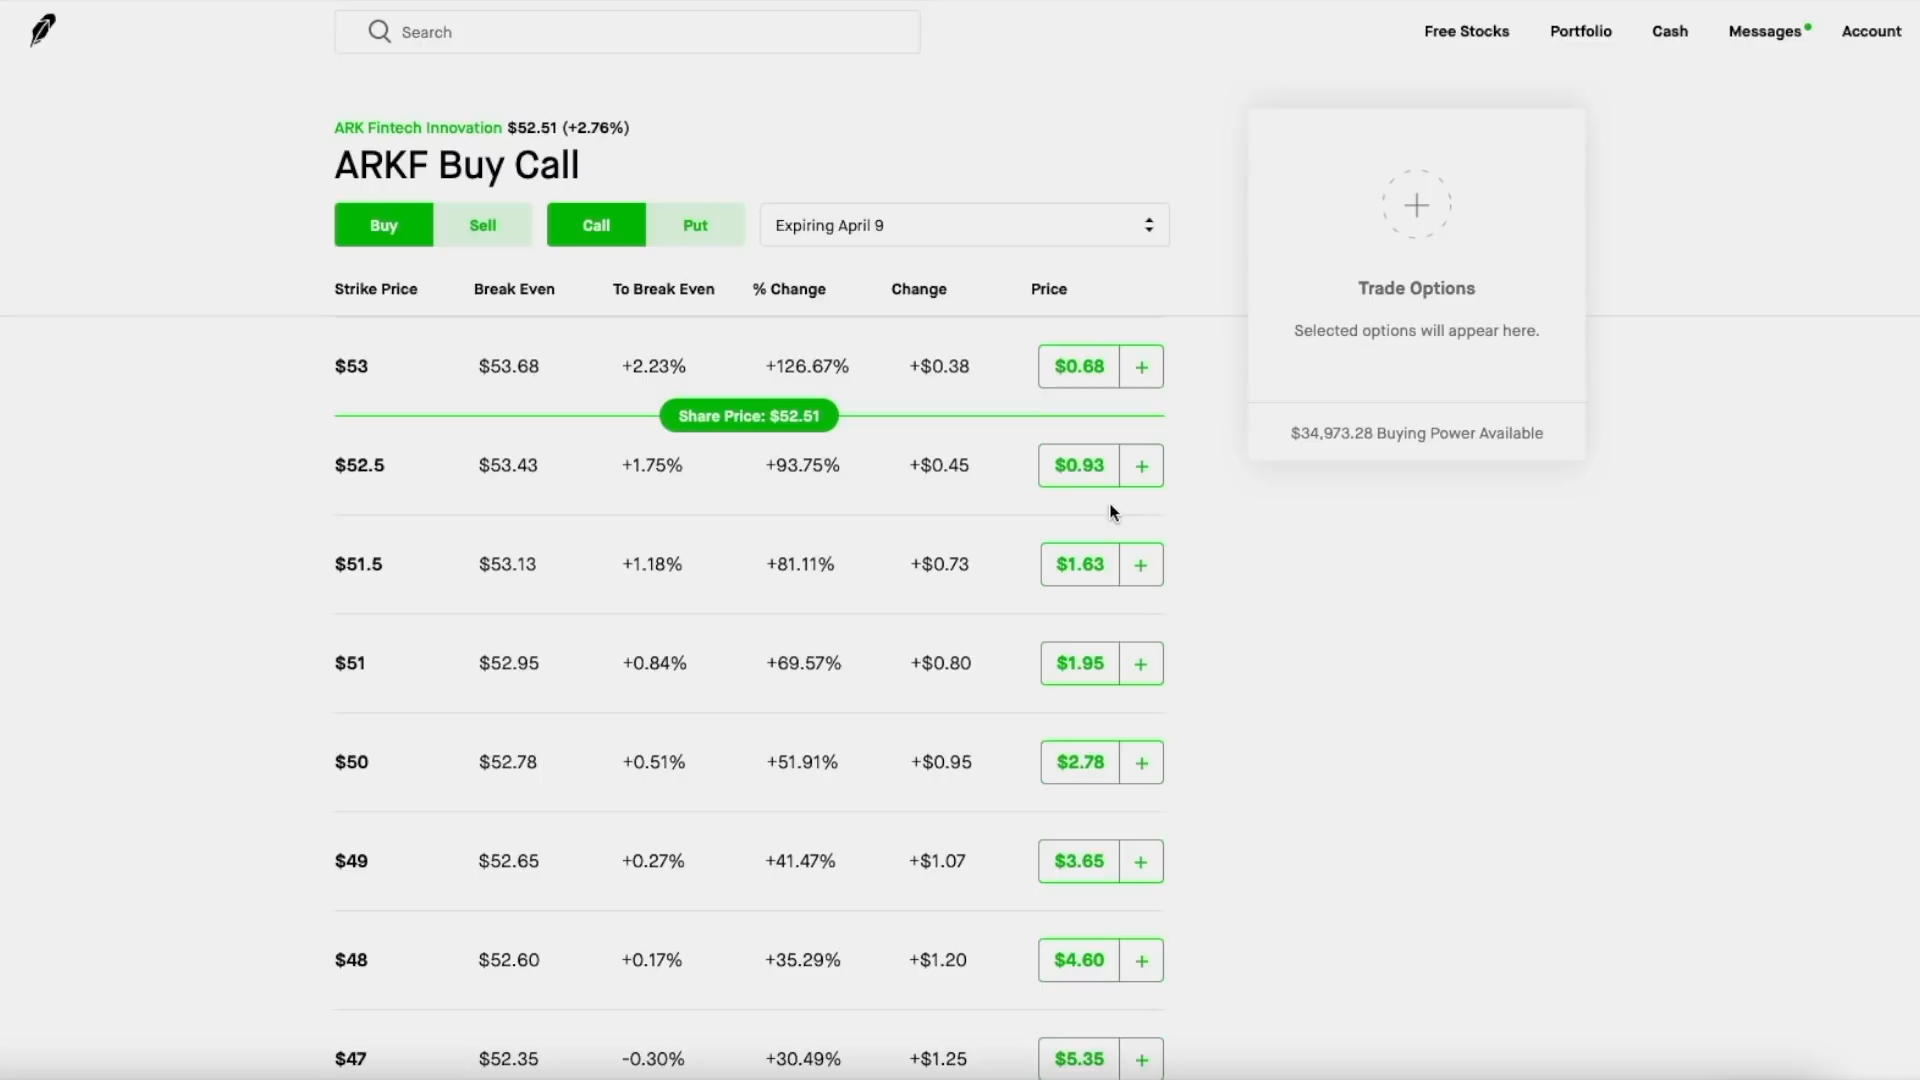 Search
Free Stocks Portfolio Cash Messages Account
ARK Fintech Innovation $52.51 (+2.76%)
ARKF Buy Call
Buy Sell Call Put Expiring April 9
Strike Price Break Even To Break Even % Change Change Price
$53 $53.68 +2.23% +126.67% +$0.38 $0.68 +
Share Price: $52.51
$52.5 $53.43 +1.75% +93.75% +$0.45 $0.93 +
$51.5 $53.13 +1.18% +81.11% +$0.73 $1.63 +
$51 $52.95 +0.84% +69.57% +$0.80 $1.95 +
$50 $52.78 +0.51% +51.91% +$0.95 $2.78 +
$49 $52.65 +0.27% +41.47% +$1.07 $3.65 +
$48 $52.60 +0.17% +35.29% +$1.20 $4.60 +
$47 $52.35 -0.30% +30.49% +$1.25 $5.35 +
Trade Options
Selected options will appear here.
$34,973.28 Buying Power Available